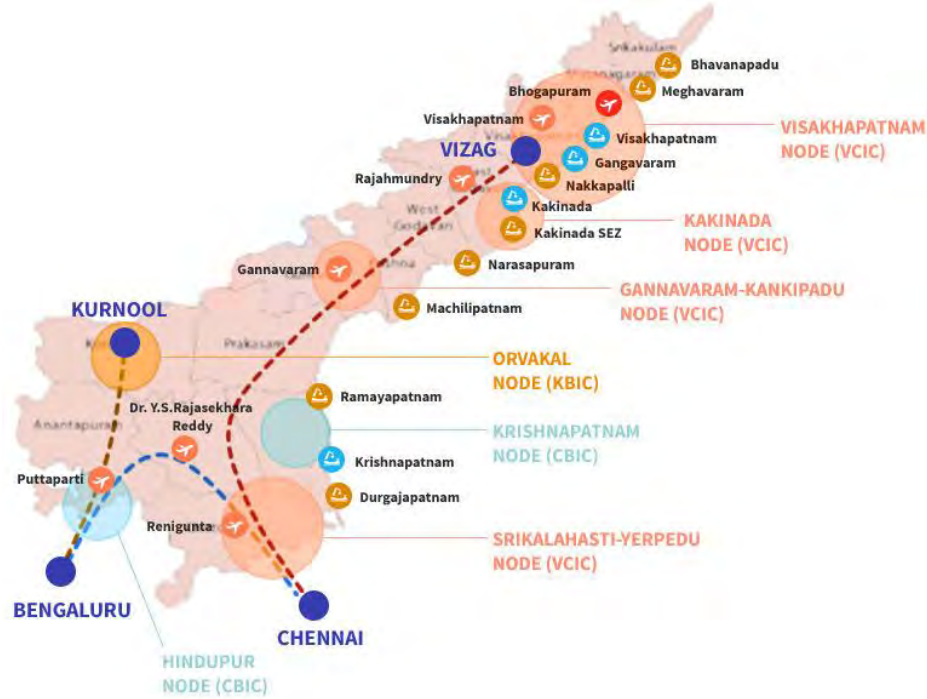 Srikakulam
Bhavanapadu
Bhogapuram
Meghavaram
Visakhapatnam
VISAKHAPATNAM
NODE (VCIC)
VIZAG
Visakhapatnam
Gangavaram
Rajahmundry
Nakkapalli
Kakinada
West
Godavari
Kakinada SEZ
KAKINADA
NODE (VCIC)
Gannavaram
Narasapuram
GANNAVARAM-KANKIPADU
NODE (VCIC)
Machilipatnam
KURNOOL
Prakasam
ORVAKAL
NODE (KBIC)
Dr. Y.S.Rajasekhara
Reddy
Ramayapatnam
Anantapuram
KRISHNAPATNAM
NODE (CBIC)
Krishnapatnam
Puttaparti
Durgajapatnam
Renigunta
SRIKALAHASTI-YERPEDU
NODE (VCIC)
BENGALURU
CHENNAI
HINDUPUR
NODE (CBIC)